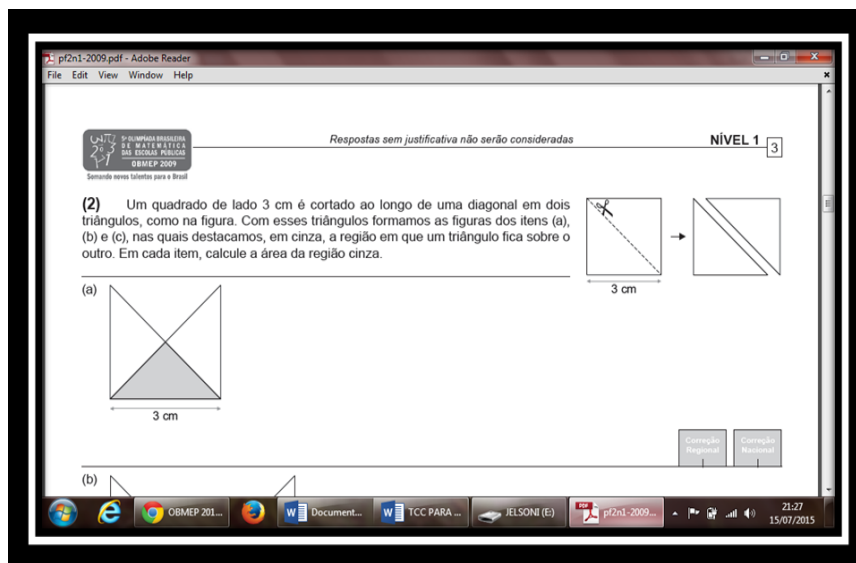 pf2n1-2009.pdf - Adobe Reader
File Edit View Window Help
5ª OLIMPÍADA BRASILEIRA
DE MATEMÁTICA
DAS ESCOLAS PÚBLICAS
OBMEP 2009
Somando novos talentos para o Brasil
Respostas sem justificativa não serão consideradas
NÍVEL 1
3
(2) Um quadrado de lado 3 cm é cortado ao longo de uma diagonal em dois
triângulos, como na figura. Com esses triângulos formamos as figuras dos itens (a),
(b) e (c), nas quais destacamos, em cinza, a região em que um triângulo fica sobre o
outro. Em cada item, calcule a área da região cinza.
3 cm
(a)
3 cm
Correção
Regional
Correção
Nacional
(b)
OBMEP 201...
Document...
TCC PARA ...
JELSONI (E:)
pf2n1-2009...
21:27
15/07/2015